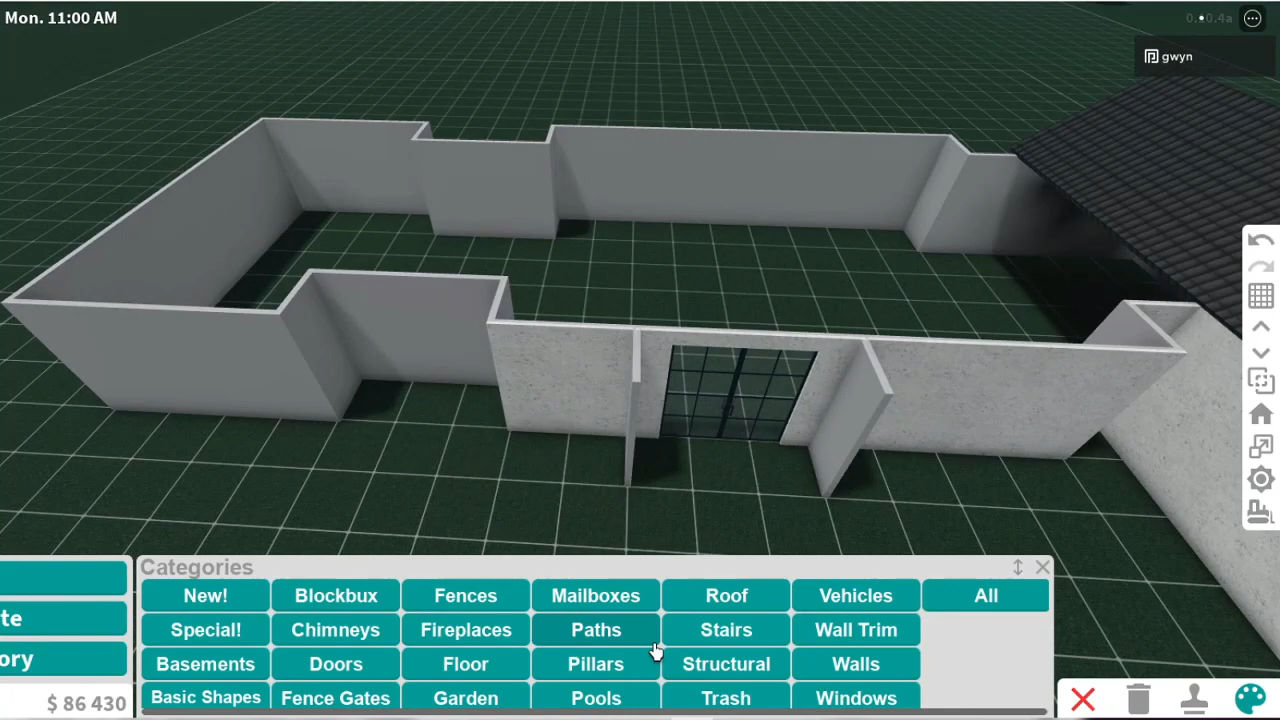 Mon. 11:00 AM
gwyn
Categories
New! Blockbux Fences Mailboxes Roof Vehicles All
Special! Chimneys Fireplaces Paths Stairs Wall Trim
Basements Doors Floor Pillars Structural Walls
Basic Shapes Fence Gates Garden Pools Trash Windows
te
ory
$ 86 430